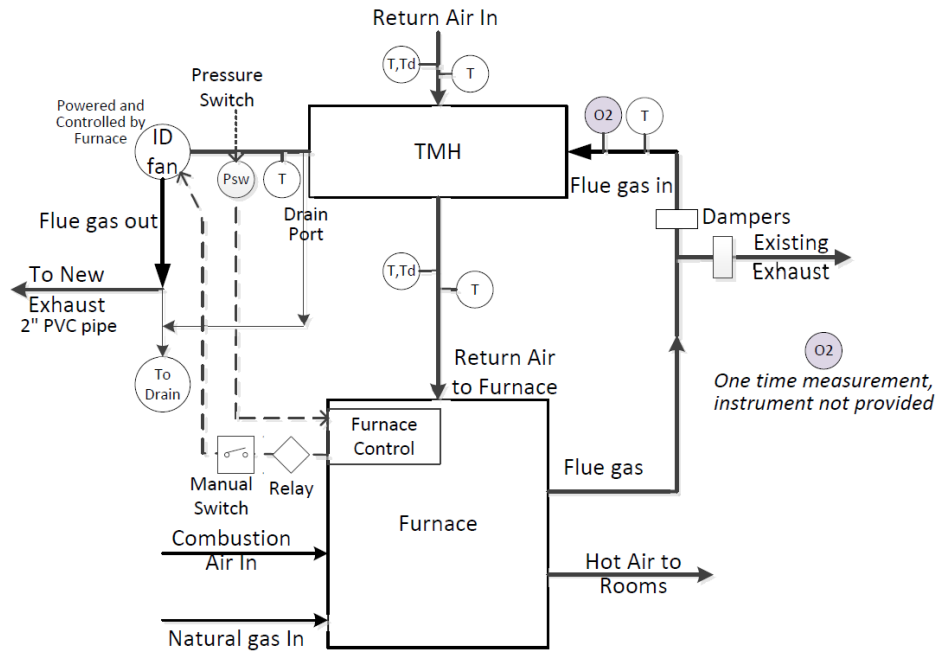 Return Air In
T,Td
T
Pressure
Switch
Powered and
Controlled by
Furnace
ID
fan
Psw
T
TMH
O2
T
Flue gas in
Drain
Port
Flue gas out
Dampers
Existing
Exhaust
To New
Exhaust
2" PVC pipe
T,Td
T
To
Drain
Return Air
to Furnace
O2
One time measurement,
instrument not provided
Furnace
Control
Manual
Switch
Relay
Flue gas
Furnace
Combustion
Air In
Hot Air to
Rooms
Natural gas In